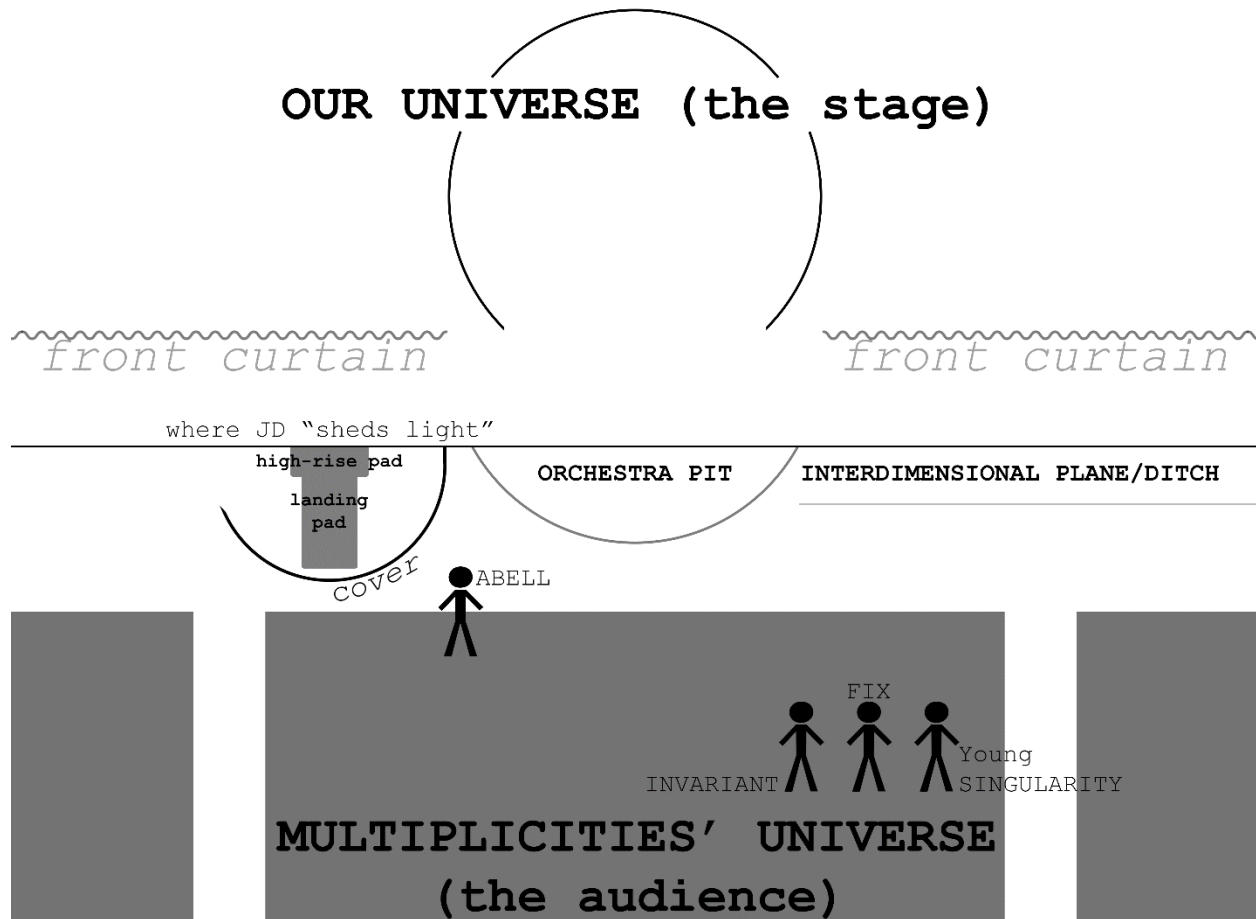 OUR UNIVERSE (the stage)
front curtain
front curtain
where JD “sheds light”
high-rise pad
landing
pad
cover
ORCHESTRA PIT
INTERDIMENSIONAL PLANE/DITCH
ABELL
FIX
INVARIANT
Young
SINGULARITY
MULTIPLICITIES’ UNIVERSE
(the audience)